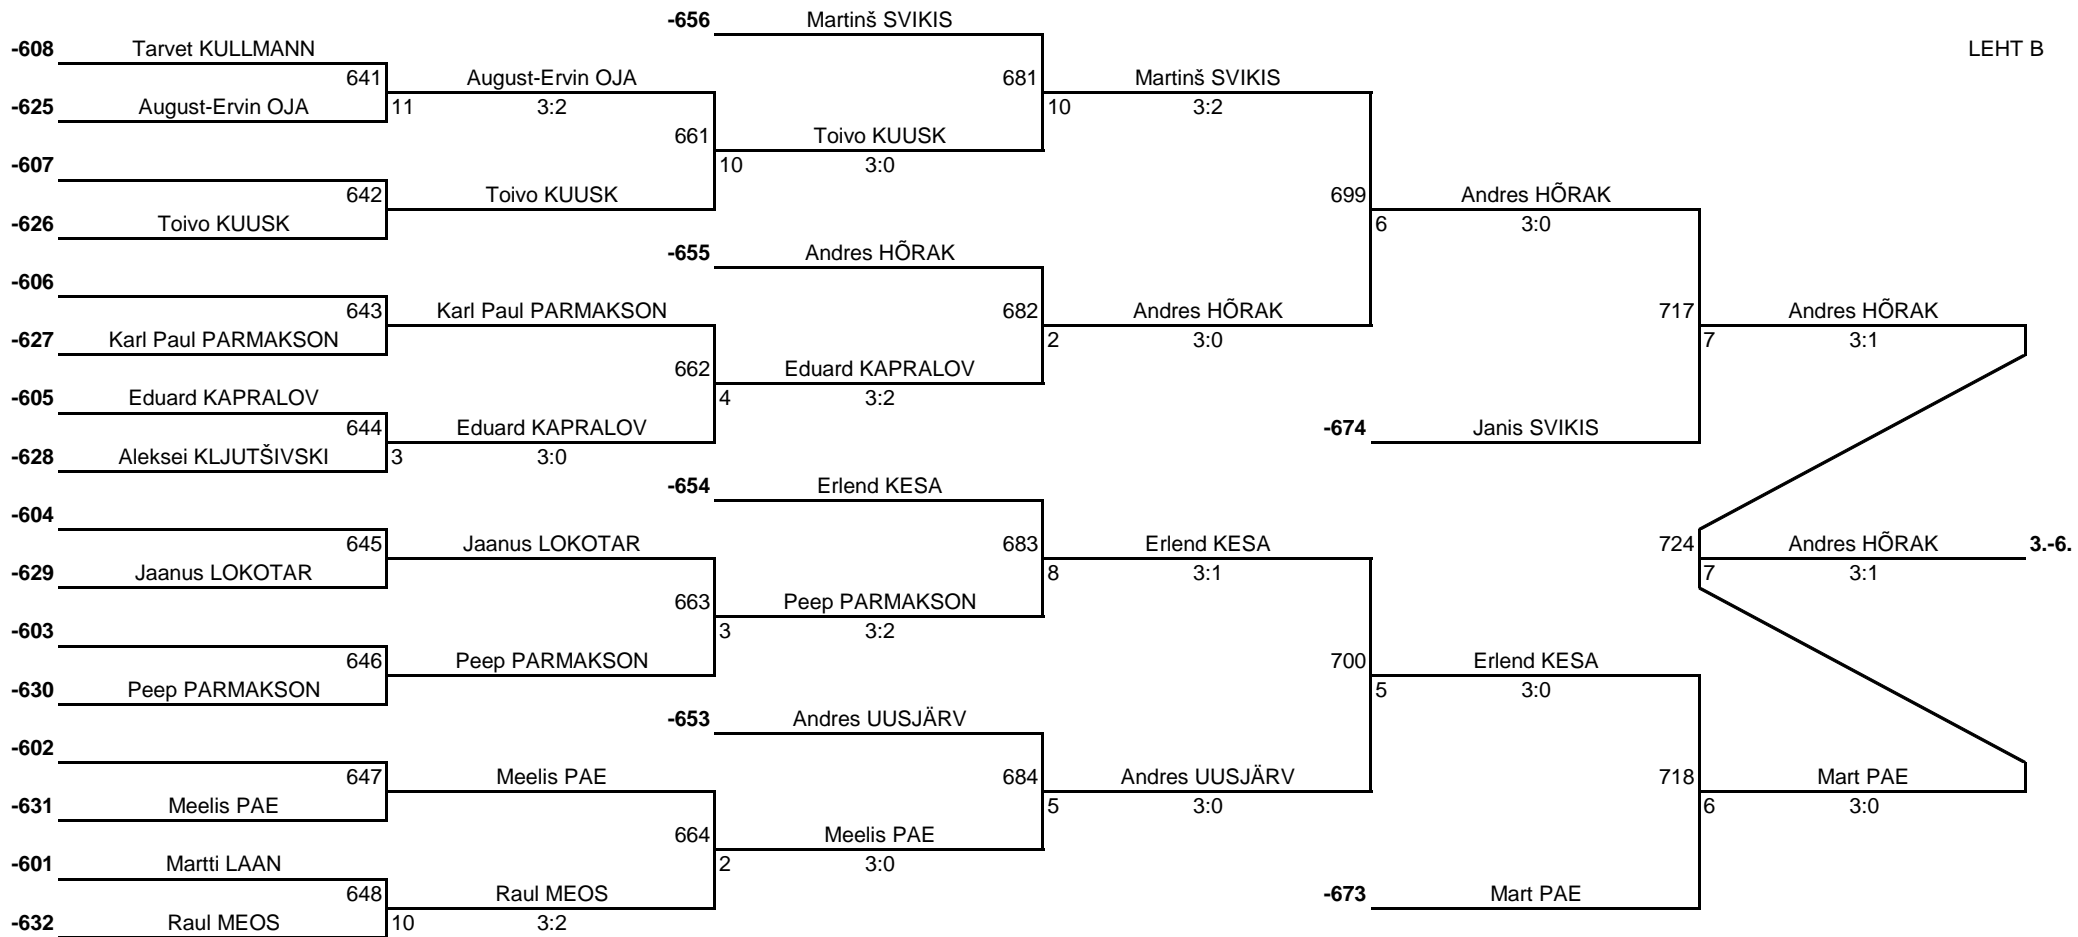 -656 Martinš SVIKIS
-608 Tarvet KULLMANN LEHT B
641 August-Ervin OJA 681 Martinš SVIKIS
-625 August-Ervin OJA 11 3:2 10 3:2
661 Toivo KUUSK
-607 10 3:0
642 Toivo KUUSK 699 Andres HÕRAK
-626 Toivo KUUSK 6 3:0
-655 Andres HÕRAK
-606
643 Karl Paul PARMAKSON 682 Andres HÕRAK 717 Andres HÕRAK
-627 Karl Paul PARMAKSON 2 3:0 7 3:1
662 Eduard KAPRALOV
-605 Eduard KAPRALOV 4 3:2
644 Eduard KAPRALOV -674 Janis SVIKIS
-628 Aleksei KLJUTŠIVSKI 3 3:0
-654 Erlend KESA
-604
645 Jaanus LOKOTAR 683 Erlend KESA 724 Andres HÕRAK 3.-6.
-629 Jaanus LOKOTAR 8 3:1 7 3:1
663 Peep PARMAKSON
-603 3 3:2
646 Peep PARMAKSON 700 Erlend KESA
-630 Peep PARMAKSON 5 3:0
-653 Andres UUSJÄRV
-602
647 Meelis PAE 684 Andres UUSJÄRV 718 Mart PAE
-631 Meelis PAE 5 3:0 6 3:0
664 Meelis PAE
-601 Martti LAAN 2 3:0
648 Raul MEOS -673 Mart PAE
-632 Raul MEOS 10 3:2